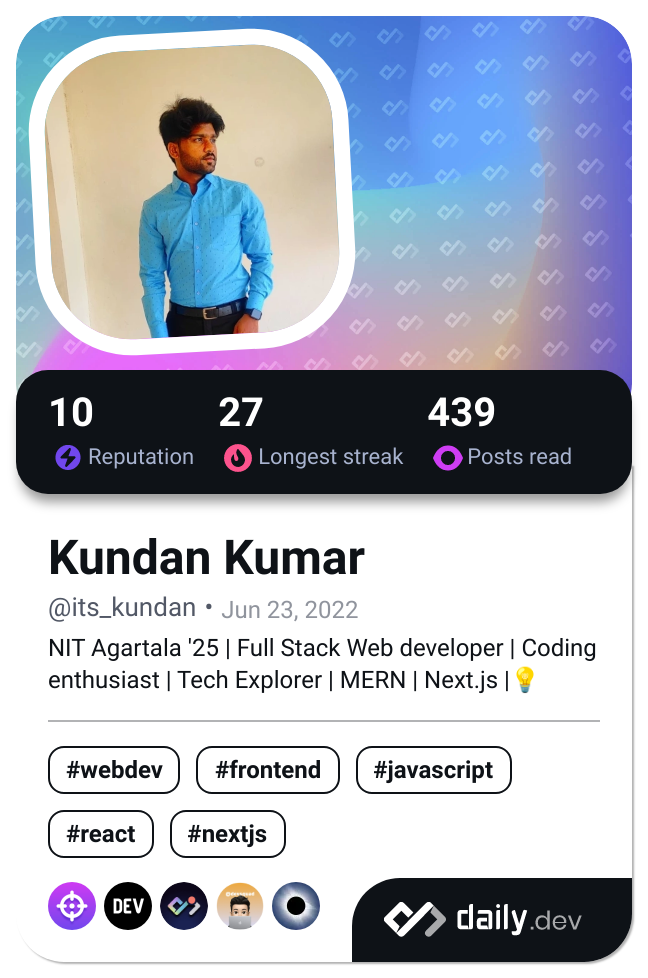 10 27 439
Reputation Longest streak Posts read
Kundan Kumar
@its_kundan • Jun 23, 2022
NIT Agartala '25 | Full Stack Web developer | Coding
enthusiast | Tech Explorer | MERN | Next.js |💡
#webdev #frontend #javascript
#react #nextjs
DEV
daily.dev